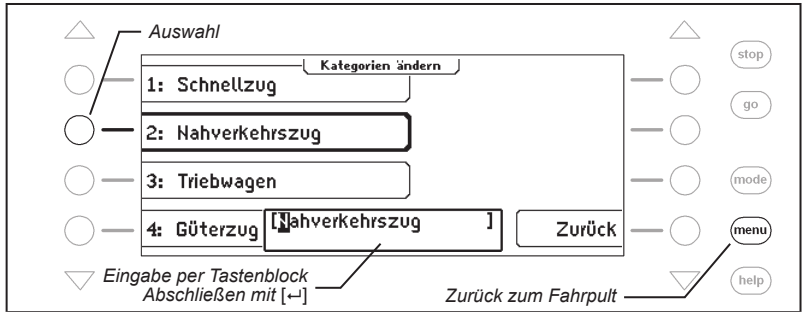 Auswahl
Kategorien ändern
stop
1: Schnellzug
go
2: Nahverkehrszug
3: Triebwagen
mode
4: Güterzug
[Nahverkehrszug ]
Zurück
menu
Eingabe per Tastenblock
Abschließen mit [↵]
Zurück zum Fahrpult
help